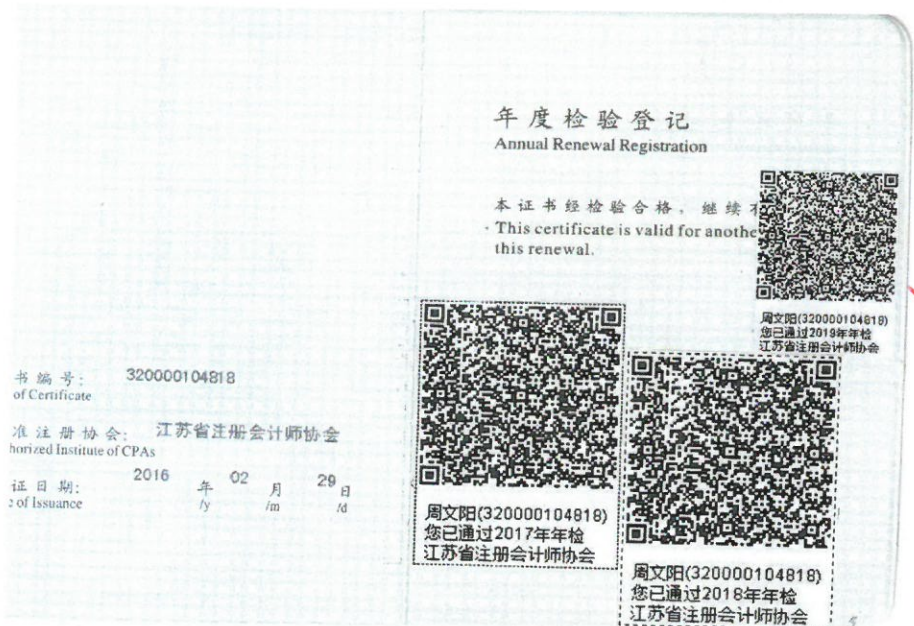 书编号: 320000104818
of Certificate
准注册协会: 江苏省注册会计师协会
horized Institute of CPAs
证日期: 2016 年 02 月 29 日
e of Issuance /y /m /d
年度检验登记
Annual Renewal Registration
本证书经检验合格，继续
This certificate is valid for anothe
this renewal.
周文阳(320000104818)
您已通过2019年年检
江苏省注册会计师协会
周文阳(320000104818)
您已通过2017年年检
江苏省注册会计师协会
周文阳(320000104818)
您已通过2018年年检
江苏省注册会计师协会